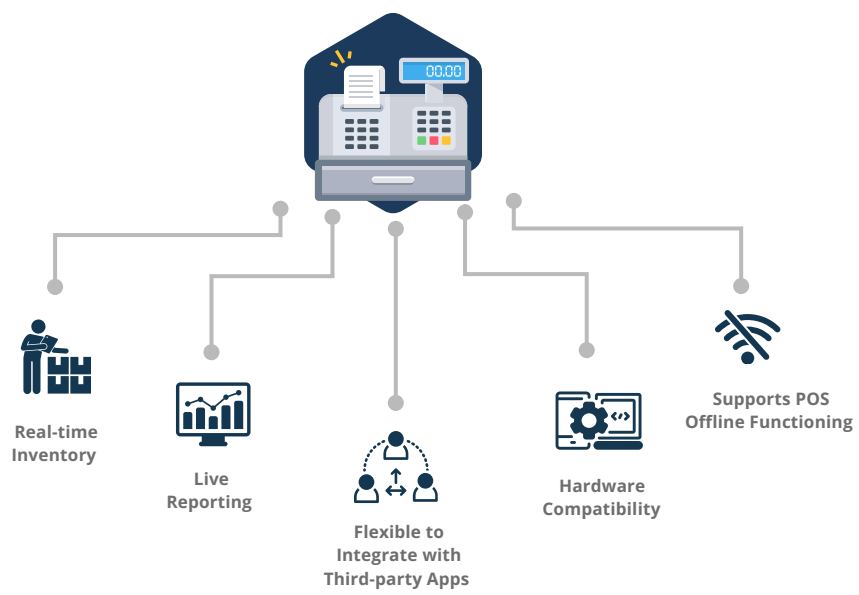 00.00
Real-time
Inventory
Live
Reporting
Flexible to
Integrate with
Third-party Apps
Hardware
Compatibility
Supports POS
Offline Functioning